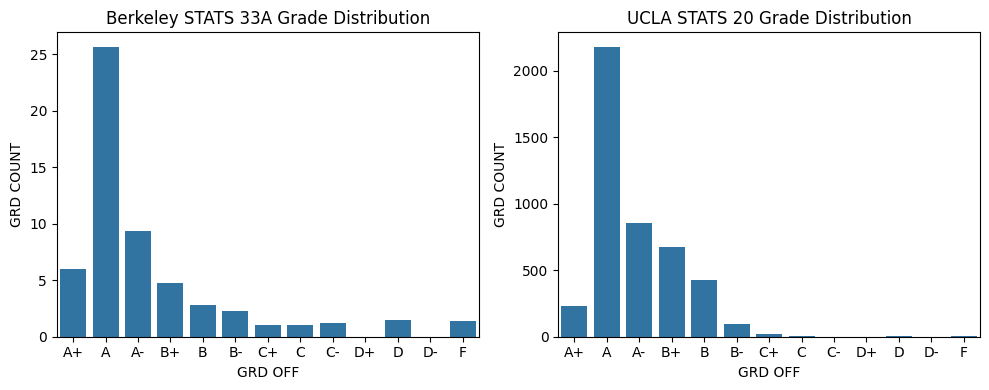 Berkeley STATS 33A Grade Distribution
GRD COUNT
25
20
15
10
5
0
A+ A A- B+ B B- C+ C C- D+ D D- F
GRD OFF
UCLA STATS 20 Grade Distribution
GRD COUNT
2000
1500
1000
500
0
A+ A A- B+ B B- C+ C C- D+ D D- F
GRD OFF